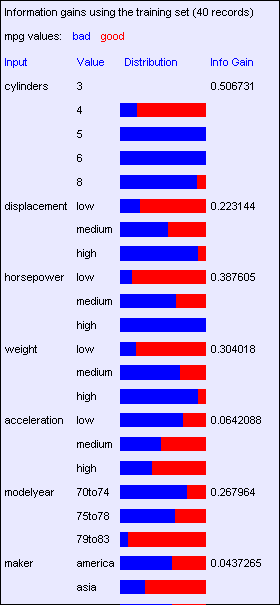 Information gains using the training set (40 records)
mpg values: bad good
Input Value Distribution Info Gain
cylinders 3 0.506731
4
5
6
8
displacement low 0.223144
medium
high
horsepower low 0.387605
medium
high
weight low 0.304018
medium
high
acceleration low 0.0642088
medium
high
modelyear 70to74 0.267964
75to78
79to83
maker america 0.0437265
asia